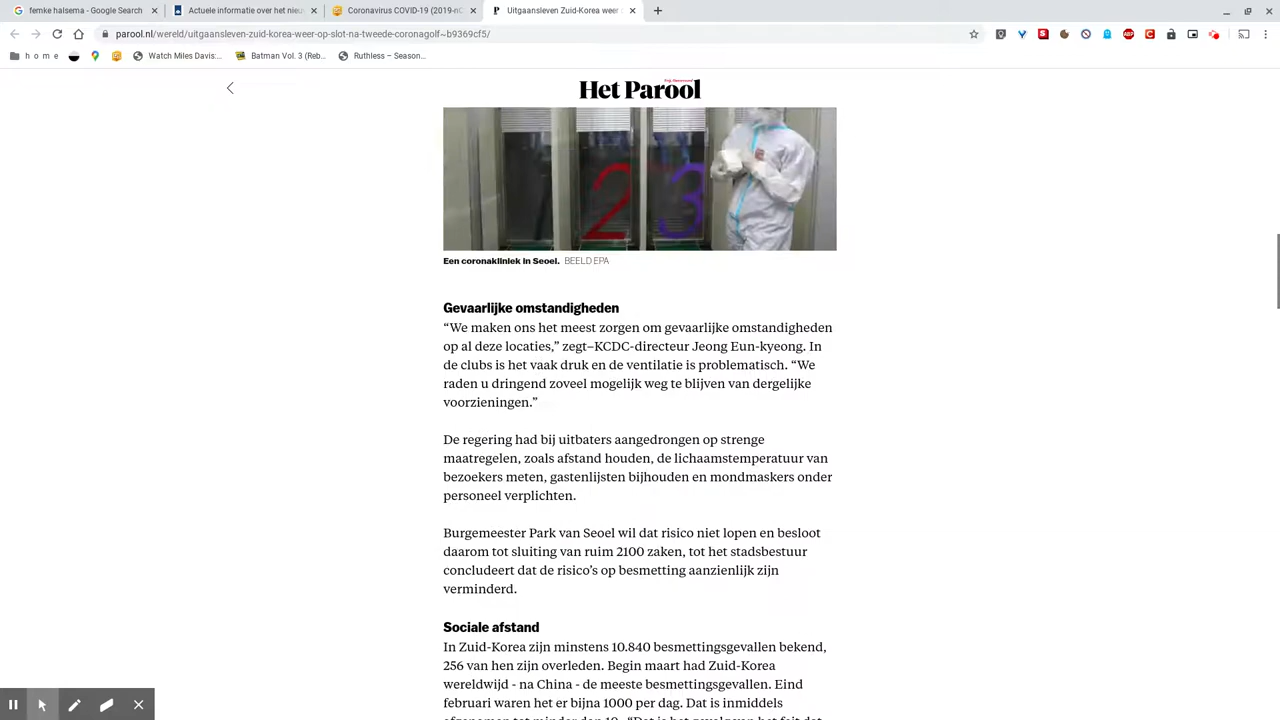 femke halsema - Google Search
Actuele informatie over het nieu
Coronavirus COVID-19 (2019-nC
Uitgaansleven Zuid-Korea weer
parool.nl/wereld/uitgaansleven-zuid-korea-weer-op-slot-na-tweede-coronagolf~b9369cf5/
h o m e
Watch Miles Davis:...
Batman Vol. 3 (Reb...
Ruthless – Season...
Het Parool
2 3
Een coronakliniek in Seoel. BEELD EPA
Gevaarlijke omstandigheden
“We maken ons het meest zorgen om gevaarlijke omstandigheden
op al deze locaties,” zegt–KCDC-directeur Jeong Eun-kyeong. In
de clubs is het vaak druk en de ventilatie is problematisch. “We
raden u dringend zoveel mogelijk weg te blijven van dergelijke
voorzieningen.”
De regering had bij uitbaters aangedrongen op strenge
maatregelen, zoals afstand houden, de lichaamstemperatuur van
bezoekers meten, gastenlijsten bijhouden en mondmaskers onder
personeel verplichten.
Burgemeester Park van Seoel wil dat risico niet lopen en besloot
daarom tot sluiting van ruim 2100 zaken, tot het stadsbestuur
concludeert dat de risico’s op besmetting aanzienlijk zijn
verminderd.
Sociale afstand
In Zuid-Korea zijn minstens 10.840 besmettingsgevallen bekend,
256 van hen zijn overleden. Begin maart had Zuid-Korea
wereldwijd - na China - de meeste besmettingsgevallen. Eind
februari waren het er bijna 1000 per dag. Dat is inmiddels